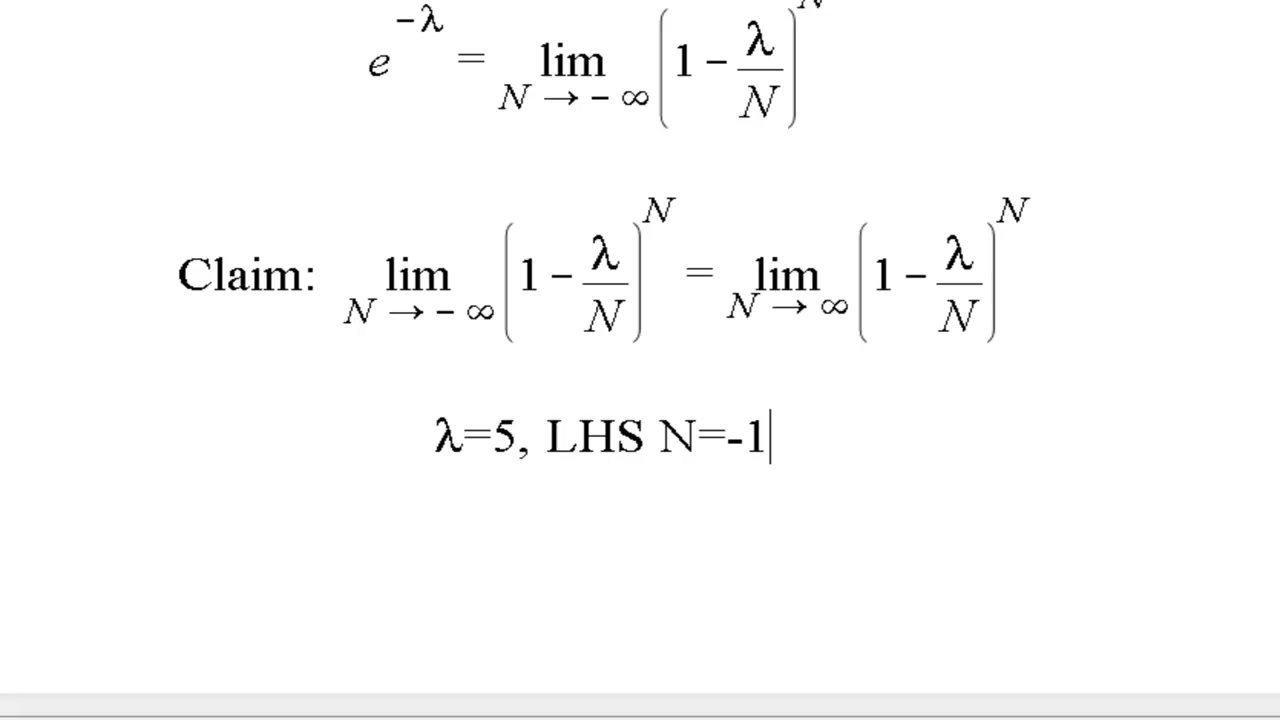 e^{-λ} = lim_{N → - ∞} (1 - λ/N)^N
Claim: lim_{N → - ∞} (1 - λ/N)^N = lim_{N → ∞} (1 - λ/N)^N
λ=5, LHS N=-1